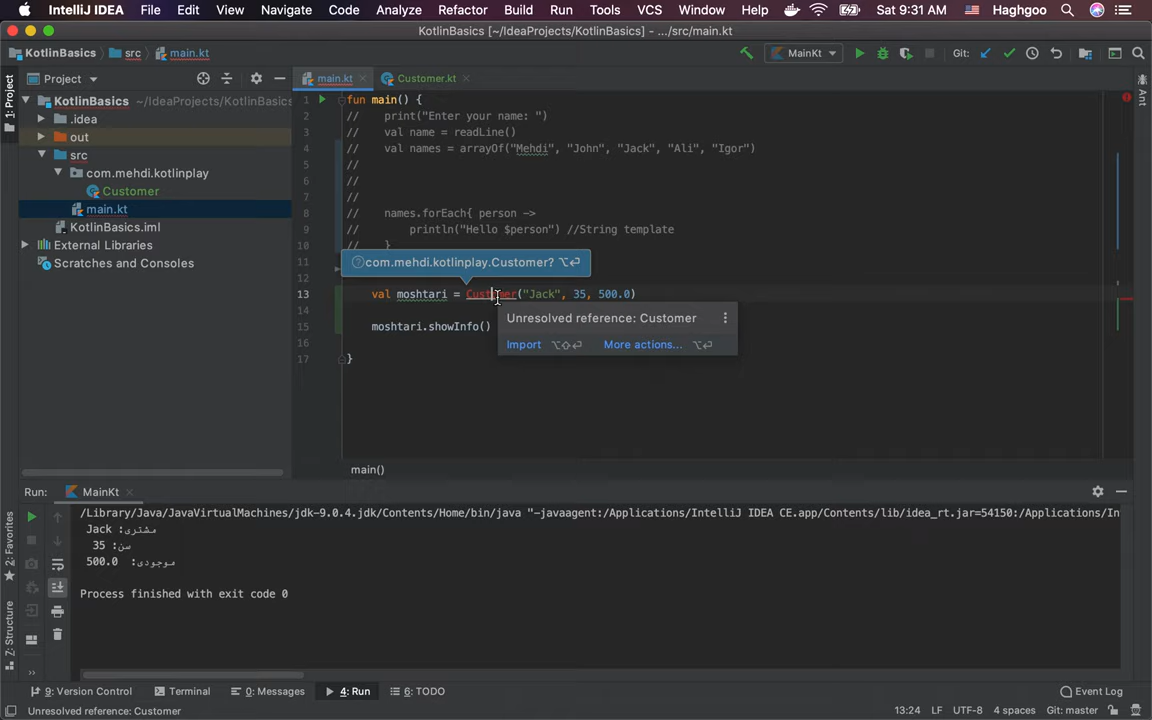 IntelliJ IDEA File Edit View Navigate Code Analyze Refactor Build Run Tools VCS Window Help Sat 9:31 AM Haghgoo
KotlinBasics [~/IdeaProjects/KotlinBasics] - .../src/main.kt
KotlinBasics src main.kt MainKt Git:
1: Project
Project main.kt Customer.kt
Ant
KotlinBasics ~/IdeaProjects/KotlinBasics
.idea
out
src
com.mehdi.kotlinplay
Customer
main.kt
KotlinBasics.iml
External Libraries
Scratches and Consoles
1 fun main() {
2 // print("Enter your name: ")
3 // val name = readLine()
4 // val names = arrayOf("Mehdi", "John", "Jack", "Ali", "Igor")
5 //
6 //
7 //
8 // names.forEach{ person ->
9 // println("Hello $person") //String template
10 // }
11
com.mehdi.kotlinplay.Customer? ⌥⏎
12
13 val moshtari = Customer("Jack", 35, 500.0)
14
Unresolved reference: Customer
15 moshtari.showInfo()
Import ⌥⇧⏎ More actions... ⌥⏎
16
17 }
main()
Run: MainKt
/Library/Java/JavaVirtualMachines/jdk-9.0.4.jdk/Contents/Home/bin/java "-javaagent:/Applications/IntelliJ IDEA CE.app/Contents/lib/idea_rt.jar=54150:/Applications/In
مشتری: Jack
سن: 35
موجودی: 500.0
Process finished with exit code 0
2: Favorites
7: Structure
9: Version Control Terminal 0: Messages 4: Run 6: TODO Event Log
Unresolved reference: Customer 13:24 LF UTF-8 4 spaces Git: master